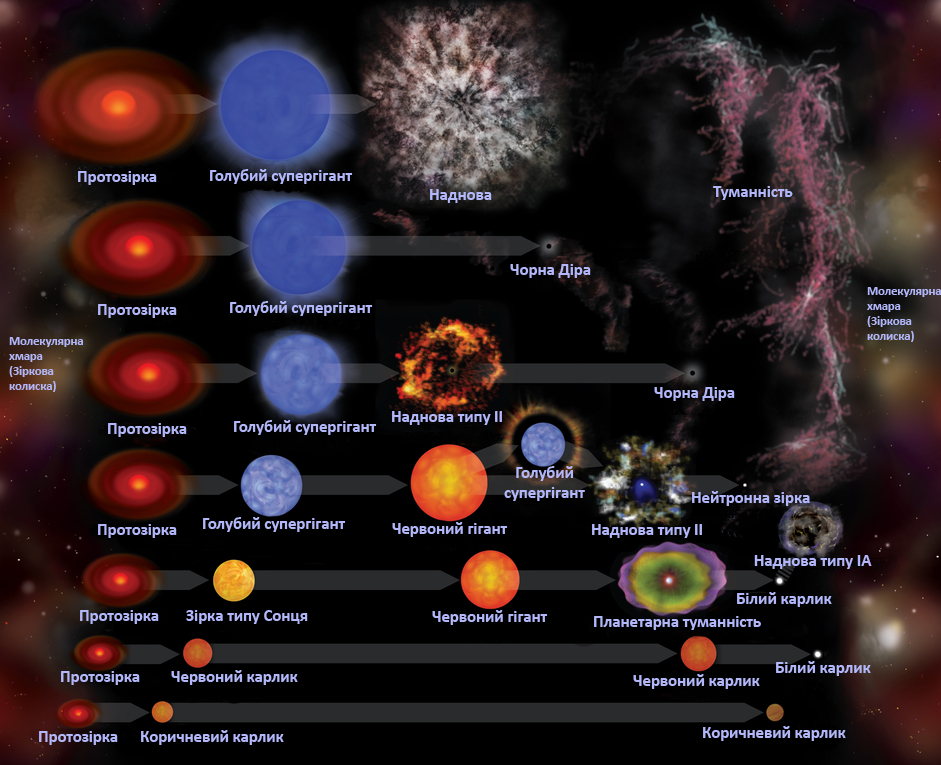 Протозірка
Голубий супергігант
Наднова
Туманність
Протозірка
Голубий супергігант
Чорна Діра
Молекулярна
хмара
(Зіркова
колиска)
Молекулярна
хмара
(Зіркова
колиска)
Протозірка
Голубий супергігант
Наднова типу II
Чорна Діра
Протозірка
Голубий супергігант
Червоний гігант
Голубий
супергігант
Наднова типу II
Нейтронна зірка
Наднова типу IA
Протозірка
Зірка типу Сонця
Червоний гігант
Планетарна туманність
Білий карлик
Протозірка
Червоний карлик
Червоний карлик
Білий карлик
Протозірка
Коричневий карлик
Коричневий карлик